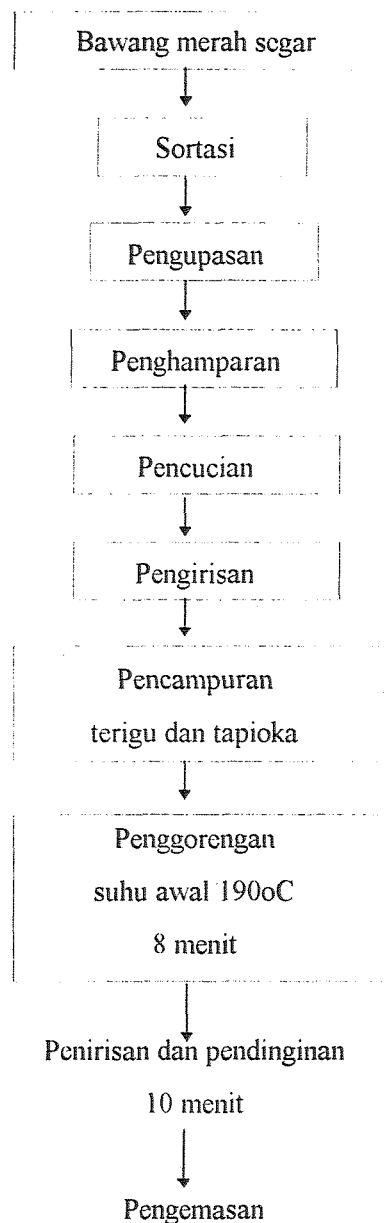 Bawang merah segar
Sortasi
Pengupasan
Penghamparan
Pencucian
Pengirisan
Pencampuran
terigu dan tapioka
Penggorengan
suhu awal 190oC
8 menit
Penirisan dan pendinginan
10 menit
Pengemasan